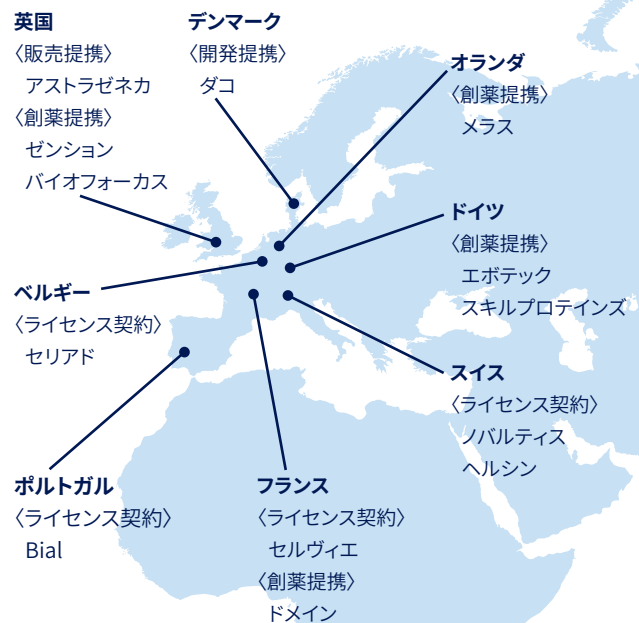 英国
〈販売提携〉
アストラゼネカ
〈創薬提携〉
ゼンション
バイオフォーカス
デンマーク
〈開発提携〉
ダコ
オランダ
〈創薬提携〉
メラス
ドイツ
〈創薬提携〉
エボテック
スキルプロテインズ
ベルギー
〈ライセンス契約〉
セリアド
スイス
〈ライセンス契約〉
ノバルティス
ヘルシン
ポルトガル
〈ライセンス契約〉
Bial
フランス
〈ライセンス契約〉
セルヴィエ
〈創薬提携〉
ドメイン